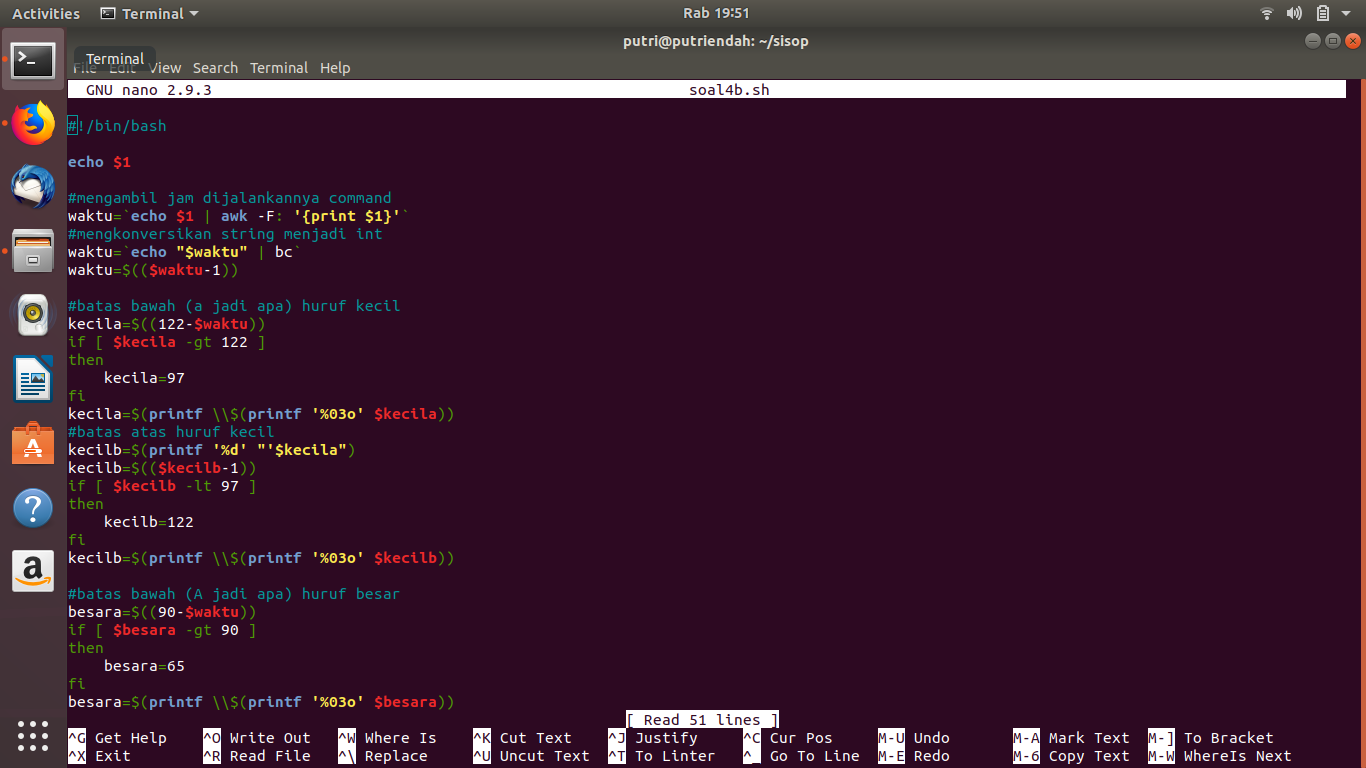 Activities Terminal Rab 19:51
putri@putriendah: ~/sisop
Terminal
File Edit View Search Terminal Help
GNU nano 2.9.3 soal4b.sh
#!/bin/bash
echo $1
#mengambil jam dijalankannya command
waktu=`echo $1 | awk -F: '{print $1}'`
#mengkonversikan string menjadi int
waktu=`echo "$waktu" | bc`
waktu=$(($waktu-1))
#batas bawah (a jadi apa) huruf kecil
kecila=$((122-$waktu))
if [ $kecila -gt 122 ]
then
    kecila=97
fi
kecila=$(printf \\$(printf '%03o' $kecila))
#batas atas huruf kecil
kecilb=$(printf '%d' "'$kecila")
kecilb=$(($kecilb-1))
if [ $kecilb -lt 97 ]
then
    kecilb=122
fi
kecilb=$(printf \\$(printf '%03o' $kecilb))
#batas bawah (A jadi apa) huruf besar
besara=$((90-$waktu))
if [ $besara -gt 90 ]
then
    besara=65
fi
besara=$(printf \\$(printf '%03o' $besara))
[ Read 51 lines ]
^G Get Help ^O Write Out ^W Where Is ^K Cut Text ^J Justify ^C Cur Pos M-U Undo M-A Mark Text M-] To Bracket
^X Exit ^R Read File ^\ Replace ^U Uncut Text ^T To Linter ^_ Go To Line M-E Redo M-6 Copy Text M-W WhereIs Next